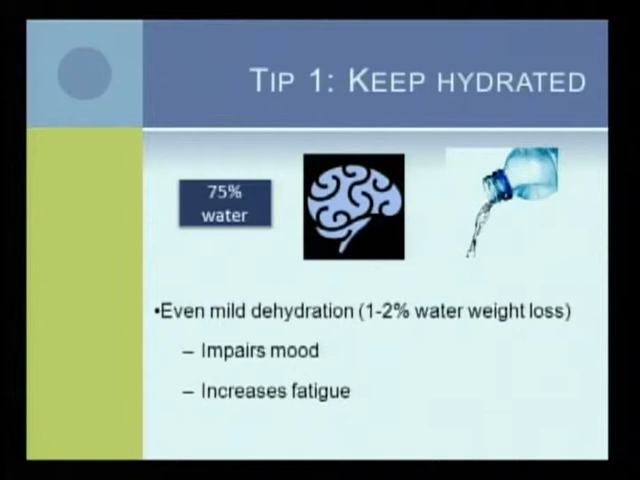 TIP 1: KEEP HYDRATED
75%
water
•Even mild dehydration (1-2% water weight loss)
– Impairs mood
– Increases fatigue